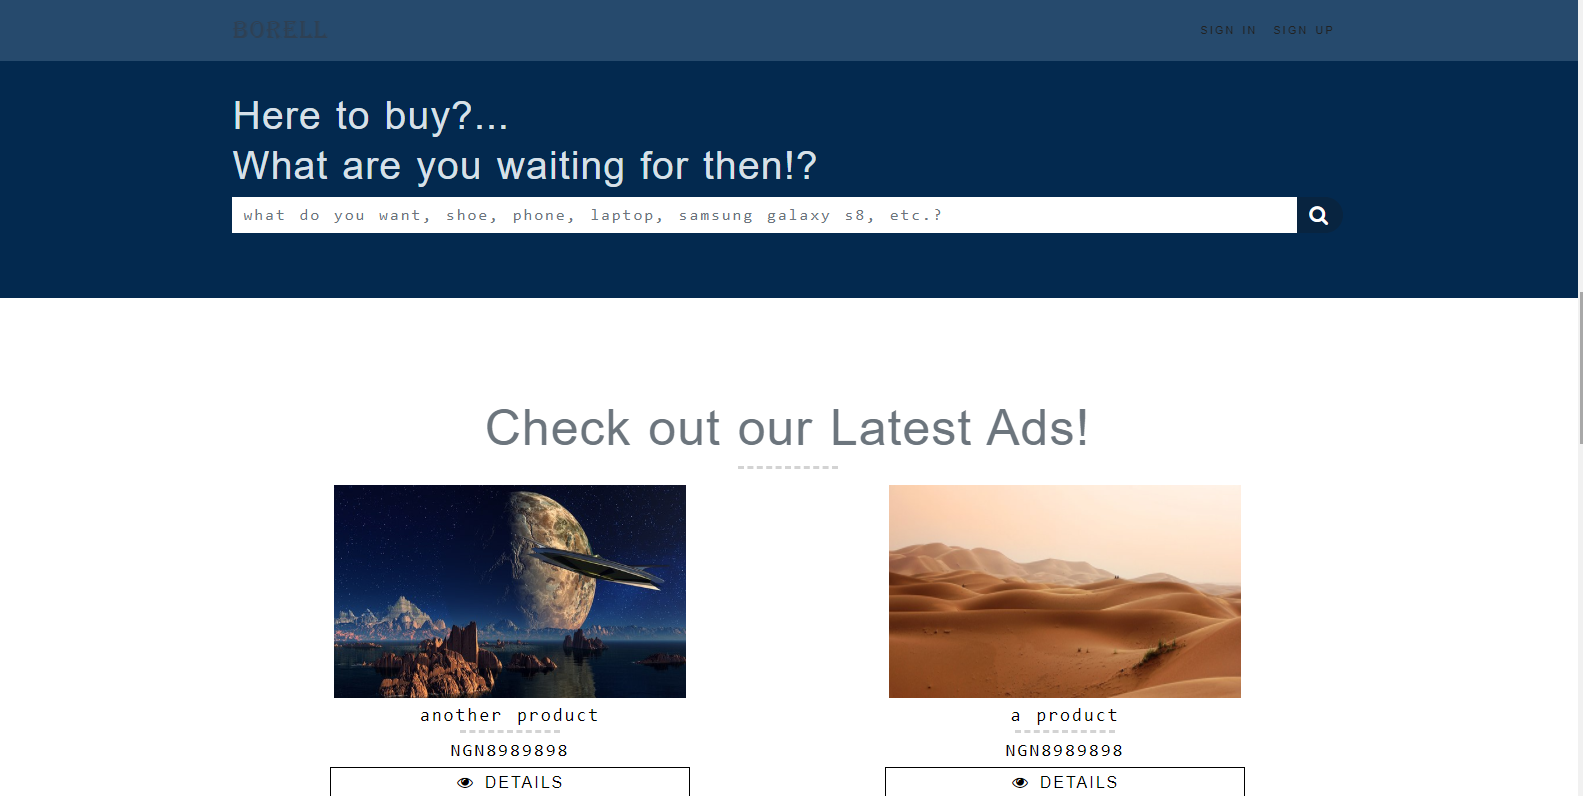 BORELL
SIGN IN SIGN UP
Here to buy?...
What are you waiting for then!?
what do you want, shoe, phone, laptop, samsung galaxy s8, etc.?
Check out our Latest Ads!
another product
NGN8989898
DETAILS
a product
NGN8989898
DETAILS